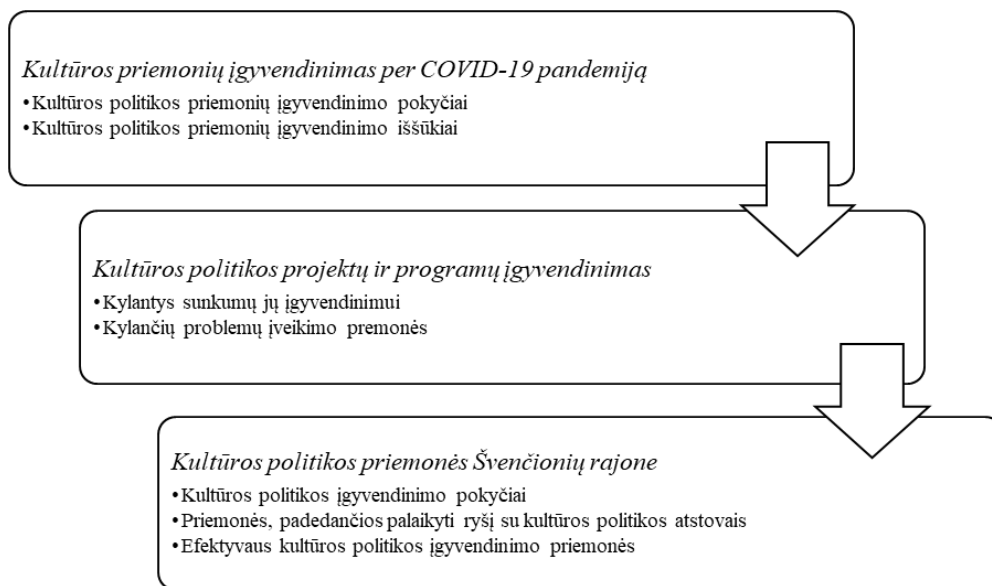 Kultūros priemonių įgyvendinimas per COVID-19 pandemiją
•Kultūros politikos priemonių įgyvendinimo pokyčiai
•Kultūros politikos priemonių įgyvendinimo iššūkiai
Kultūros politikos projektų ir programų įgyvendinimas
•Kylantys sunkumų jų įgyvendinimui
•Kylančių problemų įveikimo premonės
Kultūros politikos priemonės Švenčionių rajone
•Kultūros politikos įgyvendinimo pokyčiai
•Priemonės, padedančios palaikyti ryšį su kultūros politikos atstovais
•Efektyvaus kultūros politikos įgyvendinimo priemonės